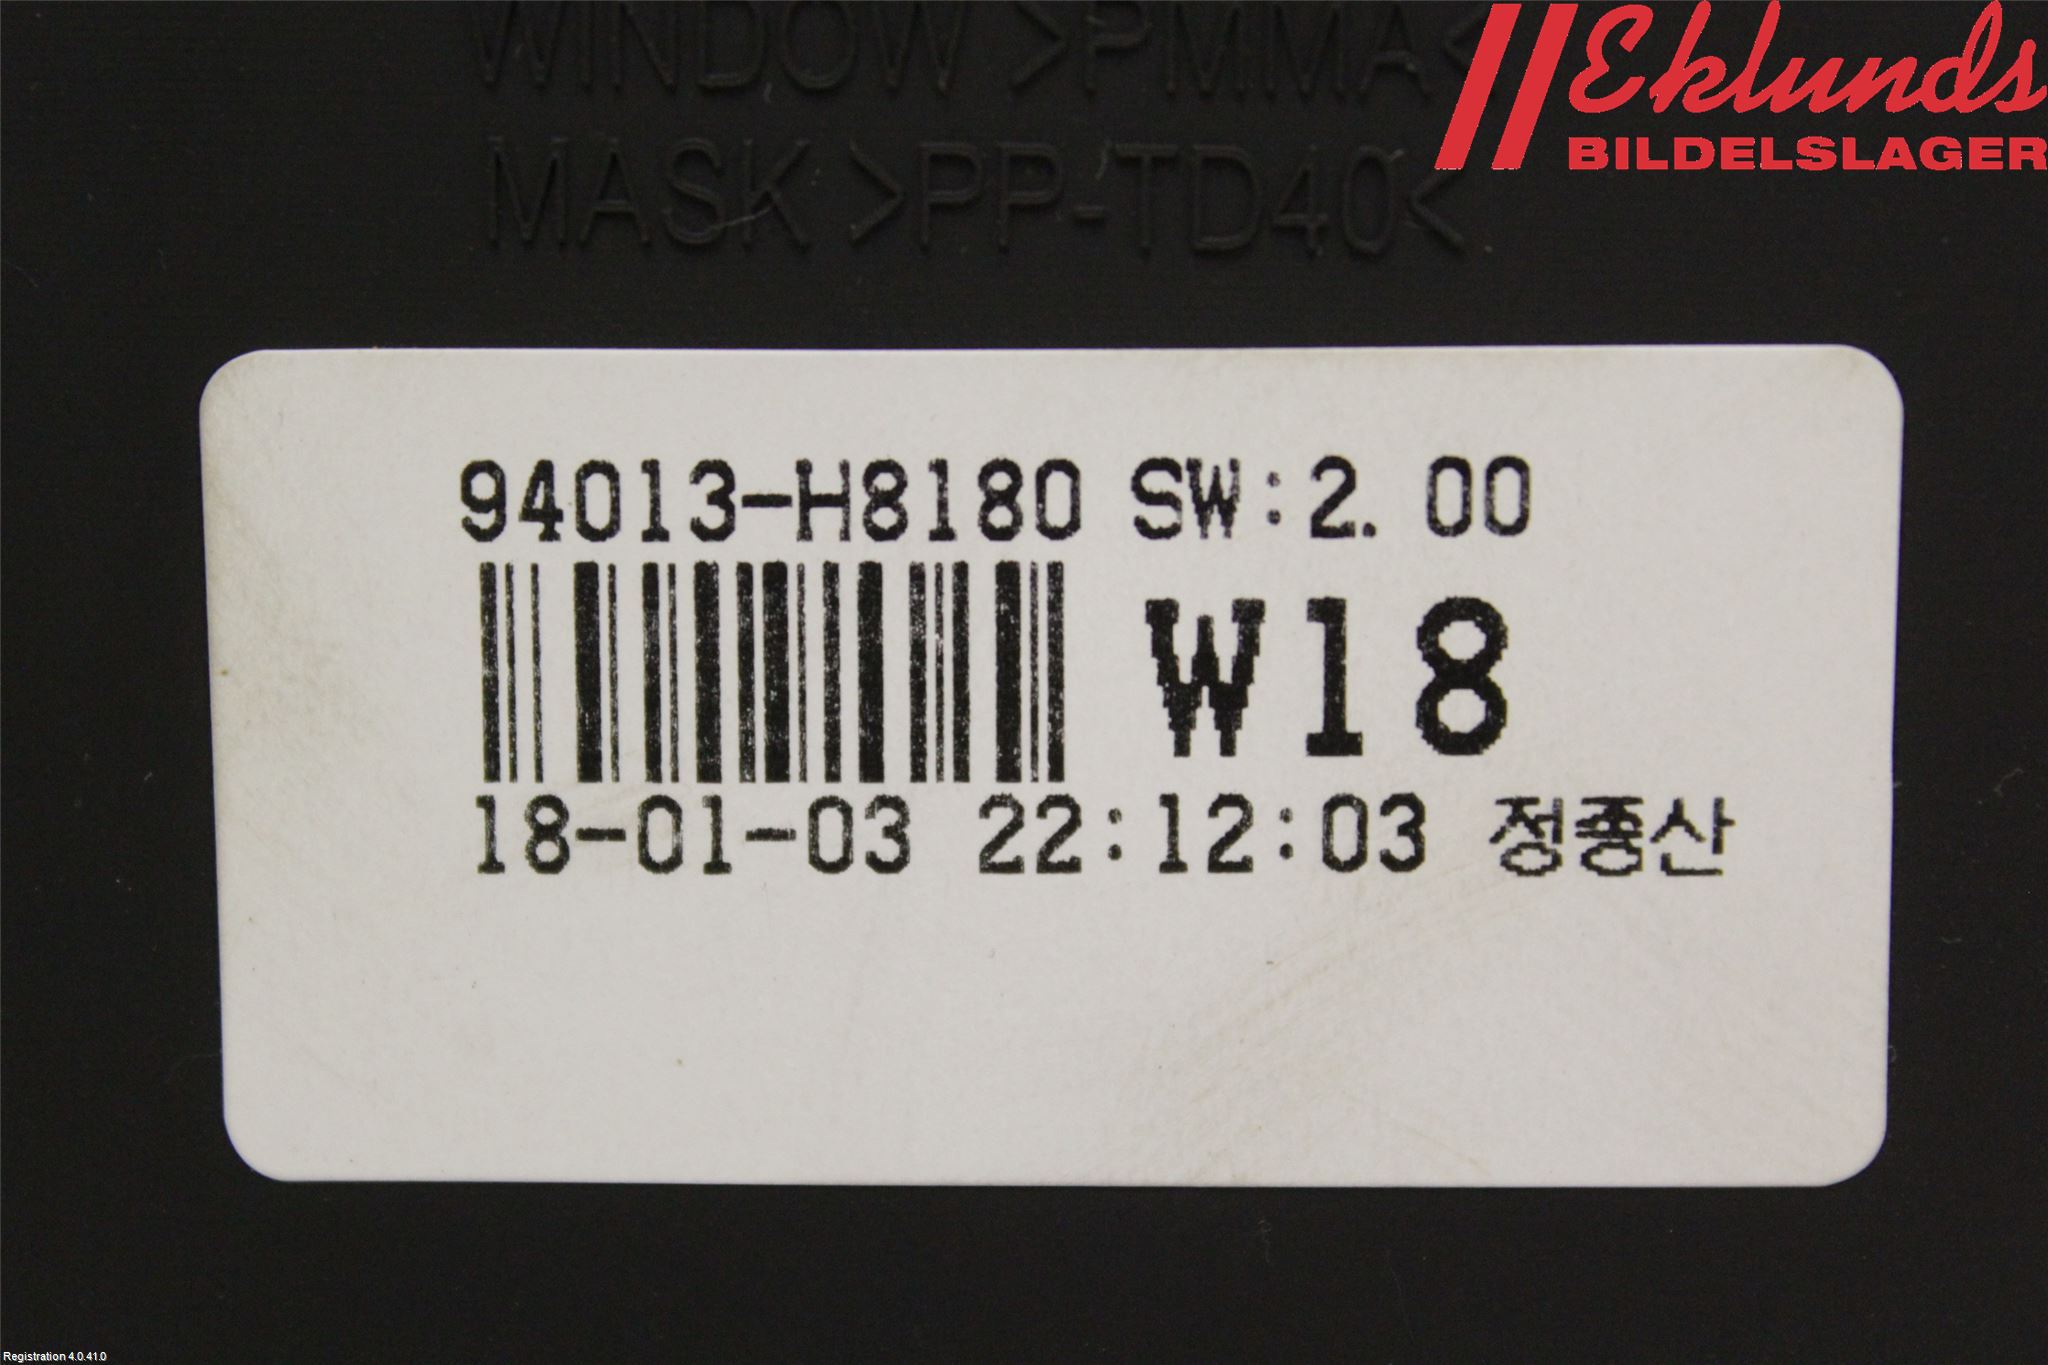 WINDOW >PMMA<
Eklunds
BILDELSLAGER
MASK >PP-TD40<
94013-H8180 SW:2.00
W18
18-01-03 22:12:03 정종산
Registration 4.0.41.0